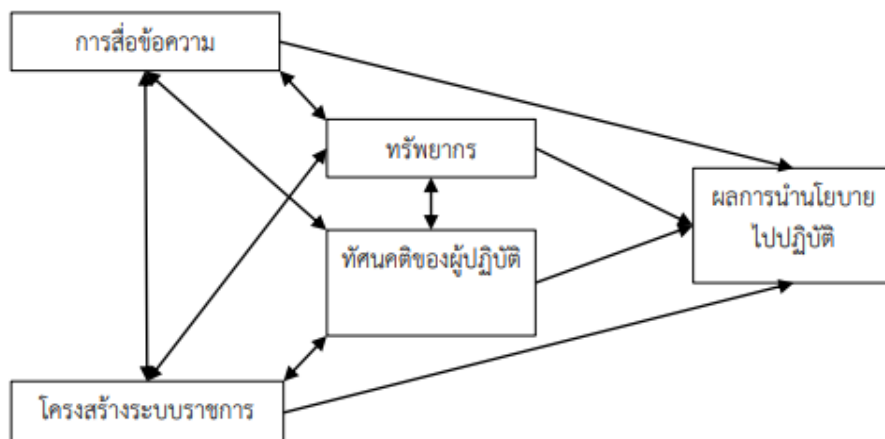 การสื่อข้อความ
ทรัพยากร
ทัศนคติของผู้ปฏิบัติ
ผลการนำนโยบาย
ไปปฏิบัติ
โครงสร้างระบบราชการ